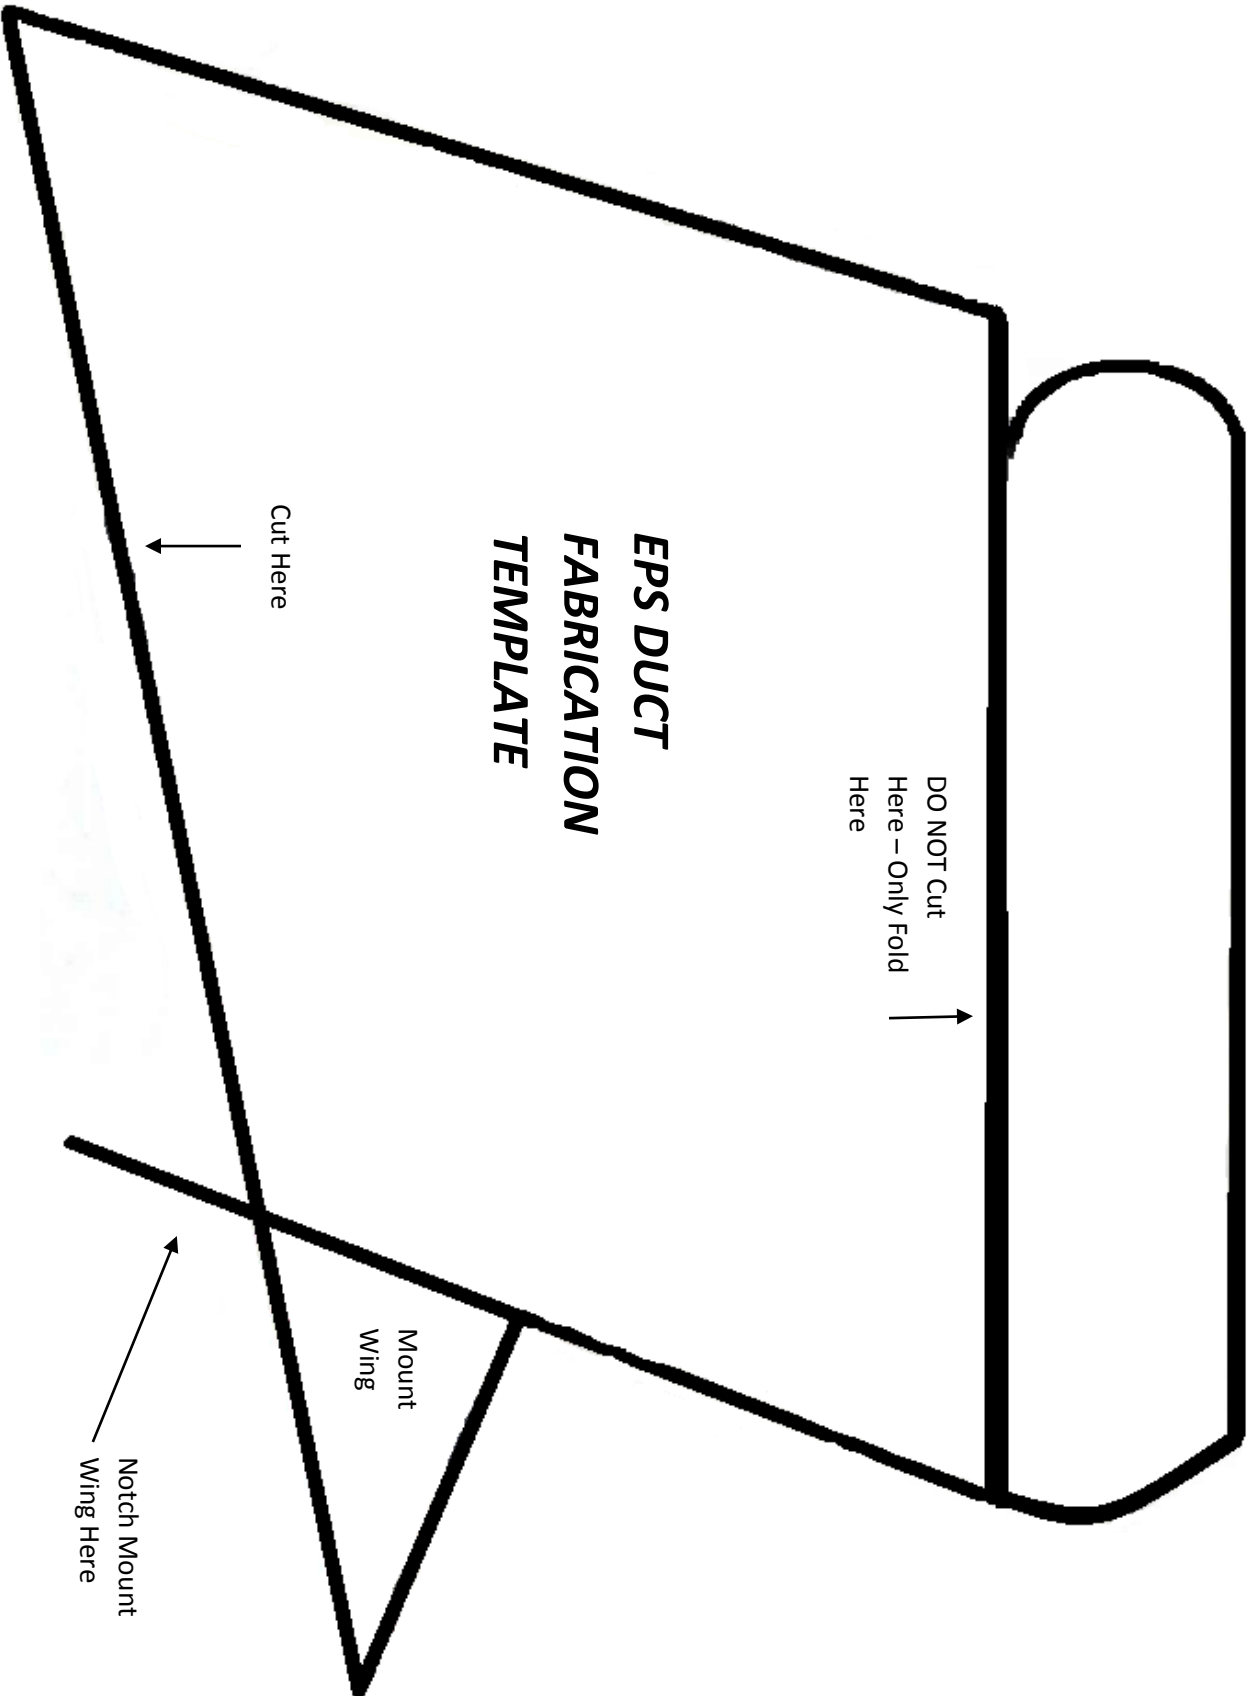 EPS DUCT
FABRICATION
TEMPLATE
DO NOT Cut
Here – Only Fold
Here
Cut Here
Mount
Wing
Notch Mount
Wing Here